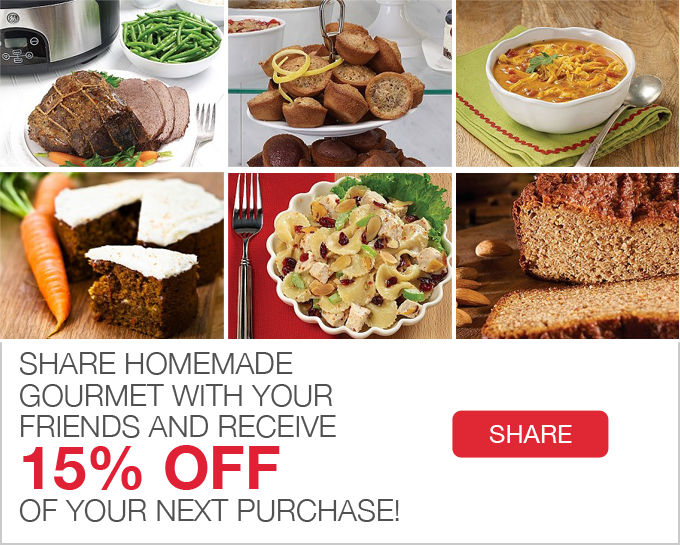 SHARE HOMEMADE
GOURMET WITH YOUR
FRIENDS AND RECEIVE
15% OFF
OF YOUR NEXT PURCHASE!
SHARE